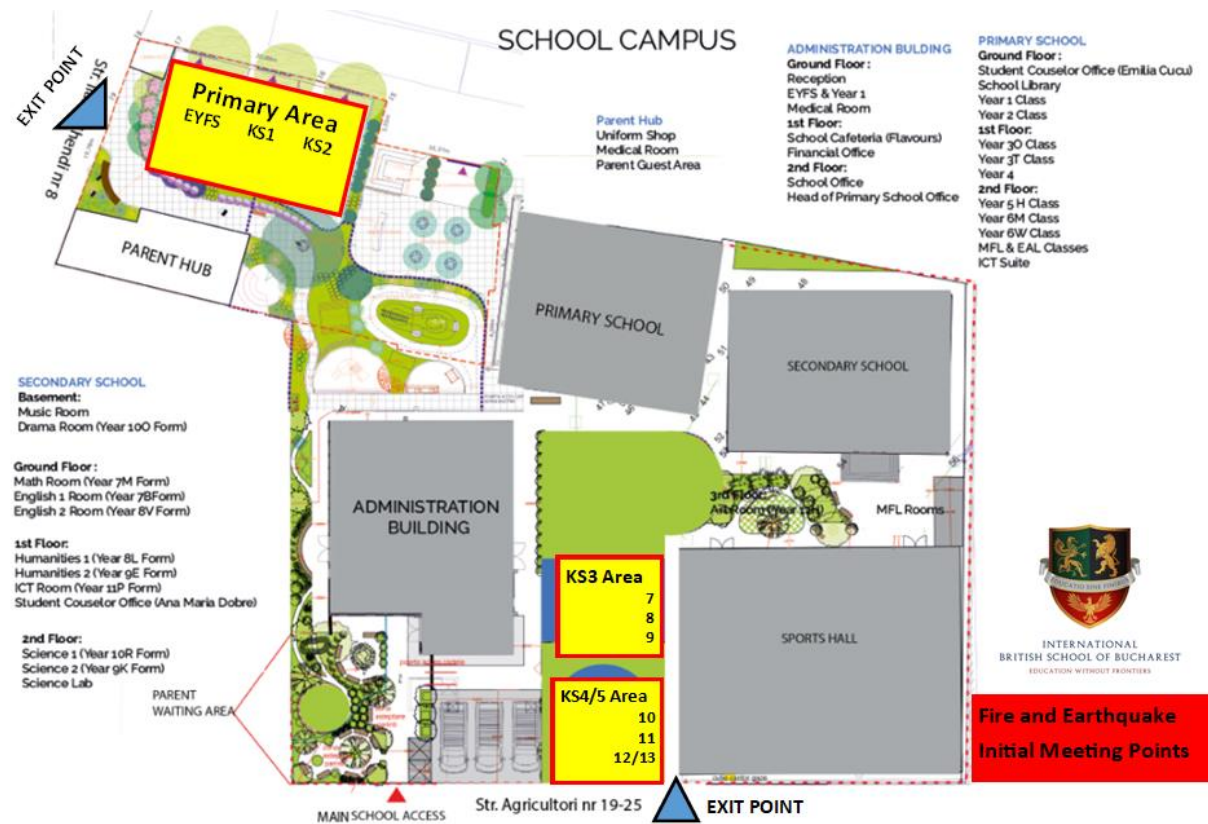 SCHOOL CAMPUS
EXIT POINT
Str.
hendi nr 8
Primary Area
EYFS KS1 KS2
PARENT HUB
Parent Hub
Uniform Shop
Medical Room
Parent Guest Area
ADMINISTRATION BULDING
Ground Floor :
Reception
EYFS & Year 1
Medical Room
1st Floor:
School Cafeteria (Flavours)
Financial Office
2nd Floor:
School Office
Head of Primary School Office
PRIMARY SCHOOL
Ground Floor :
Student Couselor Office (Emilia Cucu)
School Library
Year 1 Class
Year 2 Class
1st Floor:
Year 3O Class
Year 3T Class
Year 4
2nd Floor:
Year 5 H Class
Year 6M Class
Year 6W Class
MFL & EAL Classes
ICT Suite
PRIMARY SCHOOL
SECONDARY SCHOOL
SECONDARY SCHOOL
Basement:
Music Room
Drama Room (Year 10O Form)
Ground Floor :
Math Room (Year 7M Form)
English 1 Room (Year 7BForm)
English 2 Room (Year 8V Form)
1st Floor:
Humanities 1 (Year 8L Form)
Humanities 2 (Year 9E Form)
ICT Room (Year 11P Form)
Student Couselor Office (Ana Maria Dobre)
2nd Floor:
Science 1 (Year 10R Form)
Science 2 (Year 9K Form)
Science Lab
ADMINISTRATION
BUILDING
3rd Floor:
Art Room (Year 
MFL Rooms
KS3 Area
7
8
9
KS4/5 Area
10
11
12/13
SPORTS HALL
PARENT
WAITING AREA
MAIN SCHOOL ACCESS
Str. Agricultori nr 19-25
EXIT POINT
INTERNATIONAL
BRITISH SCHOOL OF BUCHAREST
EDUCATION WITHOUT FRONTIERS
Fire and Earthquake
Initial Meeting Points